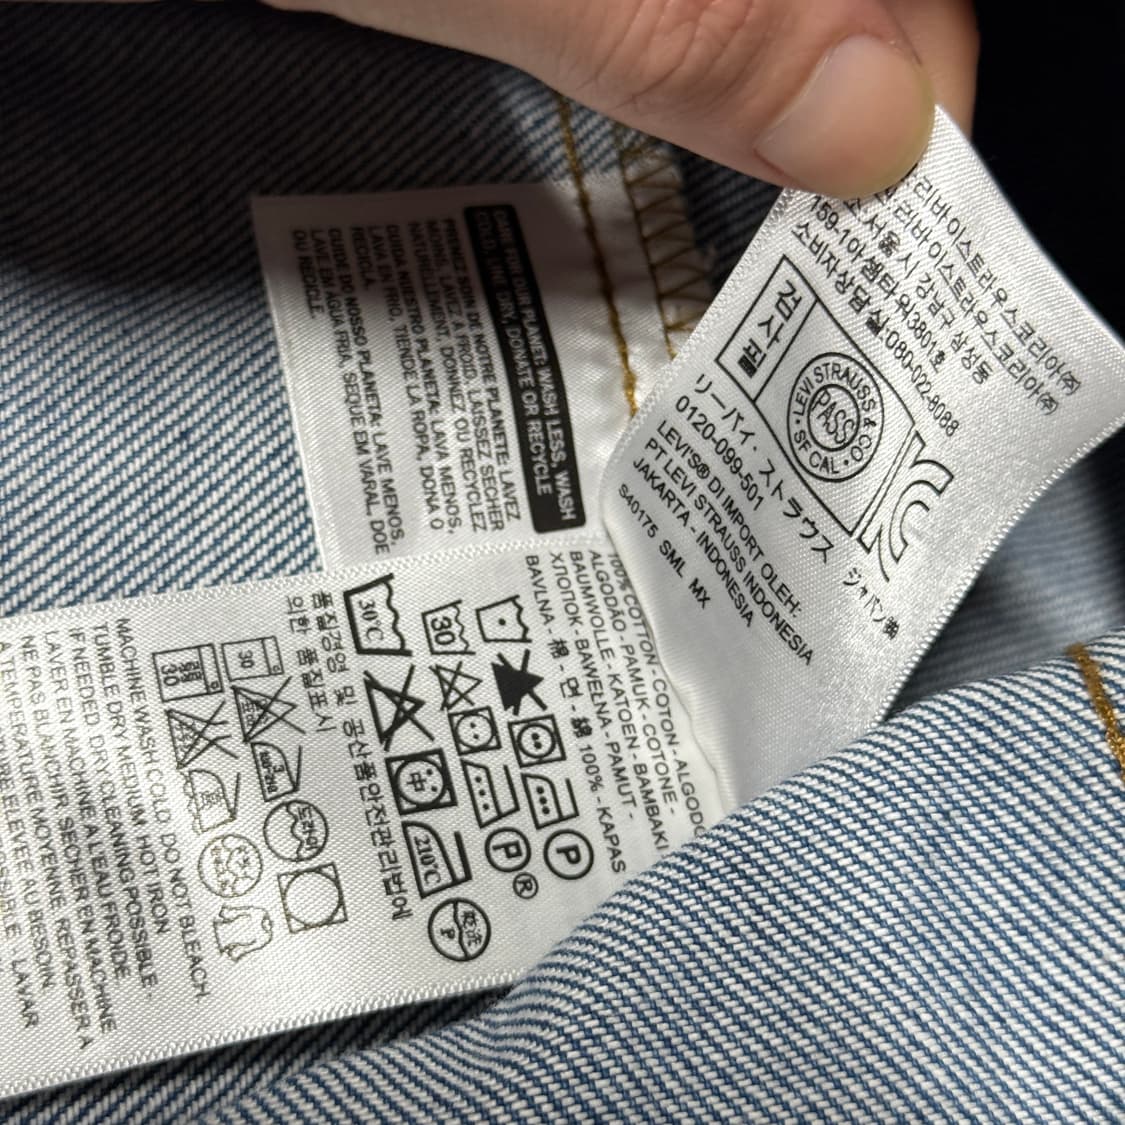 CARE FOR OUR PLANET: WASH LESS, WASH
COLD, LINE DRY, DONATE OR RECYCLE
PRENEZ SOIN DE NOTRE PLANETE: LAVEZ
MOINS, LAVEZ A FROID, LAISSEZ SECHER
NATURELLEMENT, DONNEZ OU RECYCLEZ
CUIDA NUESTRO PLANETA: LAVA MENOS,
LAVA EN FRIO, TIENDE LA ROPA, DONA O
RECICLA.
CUIDE DO NOSSO PLANETA: LAVE MENOS,
LAVE EM AGUA FRIA, SEQUE EM VARAL, DOE
OU RECICLE.
리바이스트라우스코리아㈜
리바이스트라우스코리아㈜
서울시 강남구 삼성동
159-10아셈타워3801호
소비자상담실:080-022-8088
검사필
LEVI STRAUSS & CO
PASS
SF CAL.
リーバイ・ストラウス ジャパン㈱
0120-099-501
LEVI'S® DI IMPORT OLEH:
PT LEVI STRAUSS INDONESIA
JAKARTA - INDONESIA
S40175 SML MX
100% COTTON - COTON - ALGODO
ALGODÃO - PAMUK - COTONE -
BAUMWOLLE - KATOEN - BAMBAKI
ХЛОПОК - BAWEŁNA - PAMUT -
BAVLNA - 棉 - 면 - 綿 100% - KAPAS
P
30
P ®
30℃
中
210℃
乾洗
P
품질경영 및 공산품안전관리법에
의한 품질표시
30
드라이
30
MACHINE WASH COLD DO NOT BLEACH
TUMBLE DRY MEDIUM HOT IRON
IF NEEDED DRY CLEANING POSSIBLE -
LAVER EN MACHINE A L'EAU FROIDE.
NE PAS BLANCHIR SECHER EN MACHINE
A TEMPERATURE MOYENNE. REPASSER A
TEMPERATURE ELEVEE AU BESOIN
POSSIBLE - LAVAR